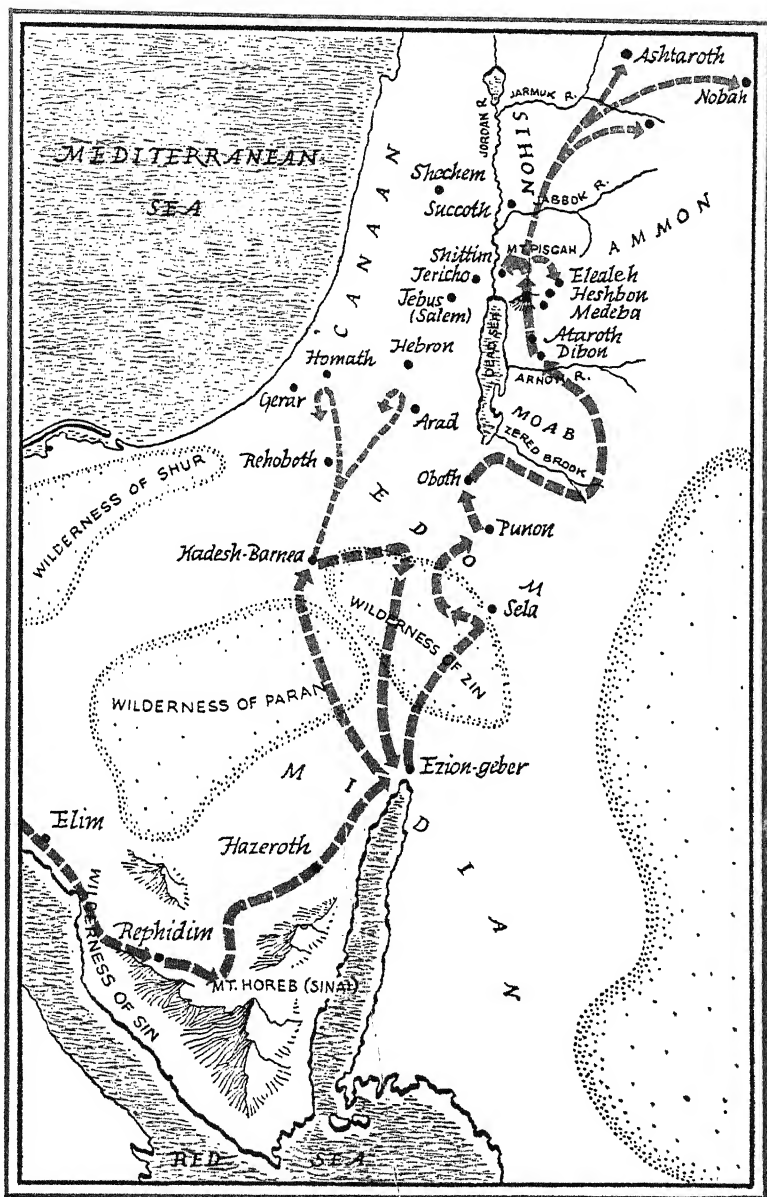 Ashtaroth
Nobah
JARMUK R.
JORDAN R.
SIHON
MEDITERRANEAN
SEA
CANAAN
Shechem
Succoth
JABBOK R.
AMMON
MT. PISGAH
Shittim
Jericho
Jebus
(Salem)
Elealeh
Heshbon
Medeba
Ataroth
Dibon
DEAD SEA
ARNON R.
Homath
Hebron
Gerar
Arad
MOAB
ZERED BROOK
Rehoboth
Oboth
WILDERNESS OF SHUR
EDOM
Punon
Kadesh-Barnea
Sela
WILDERNESS OF ZIN
WILDERNESS OF PARAN
MIDIAN
Ezion-geber
Elim
Hazeroth
WILDERNESS OF SIN
Rephidim
MT. HOREB (SINAI)
RED SEA